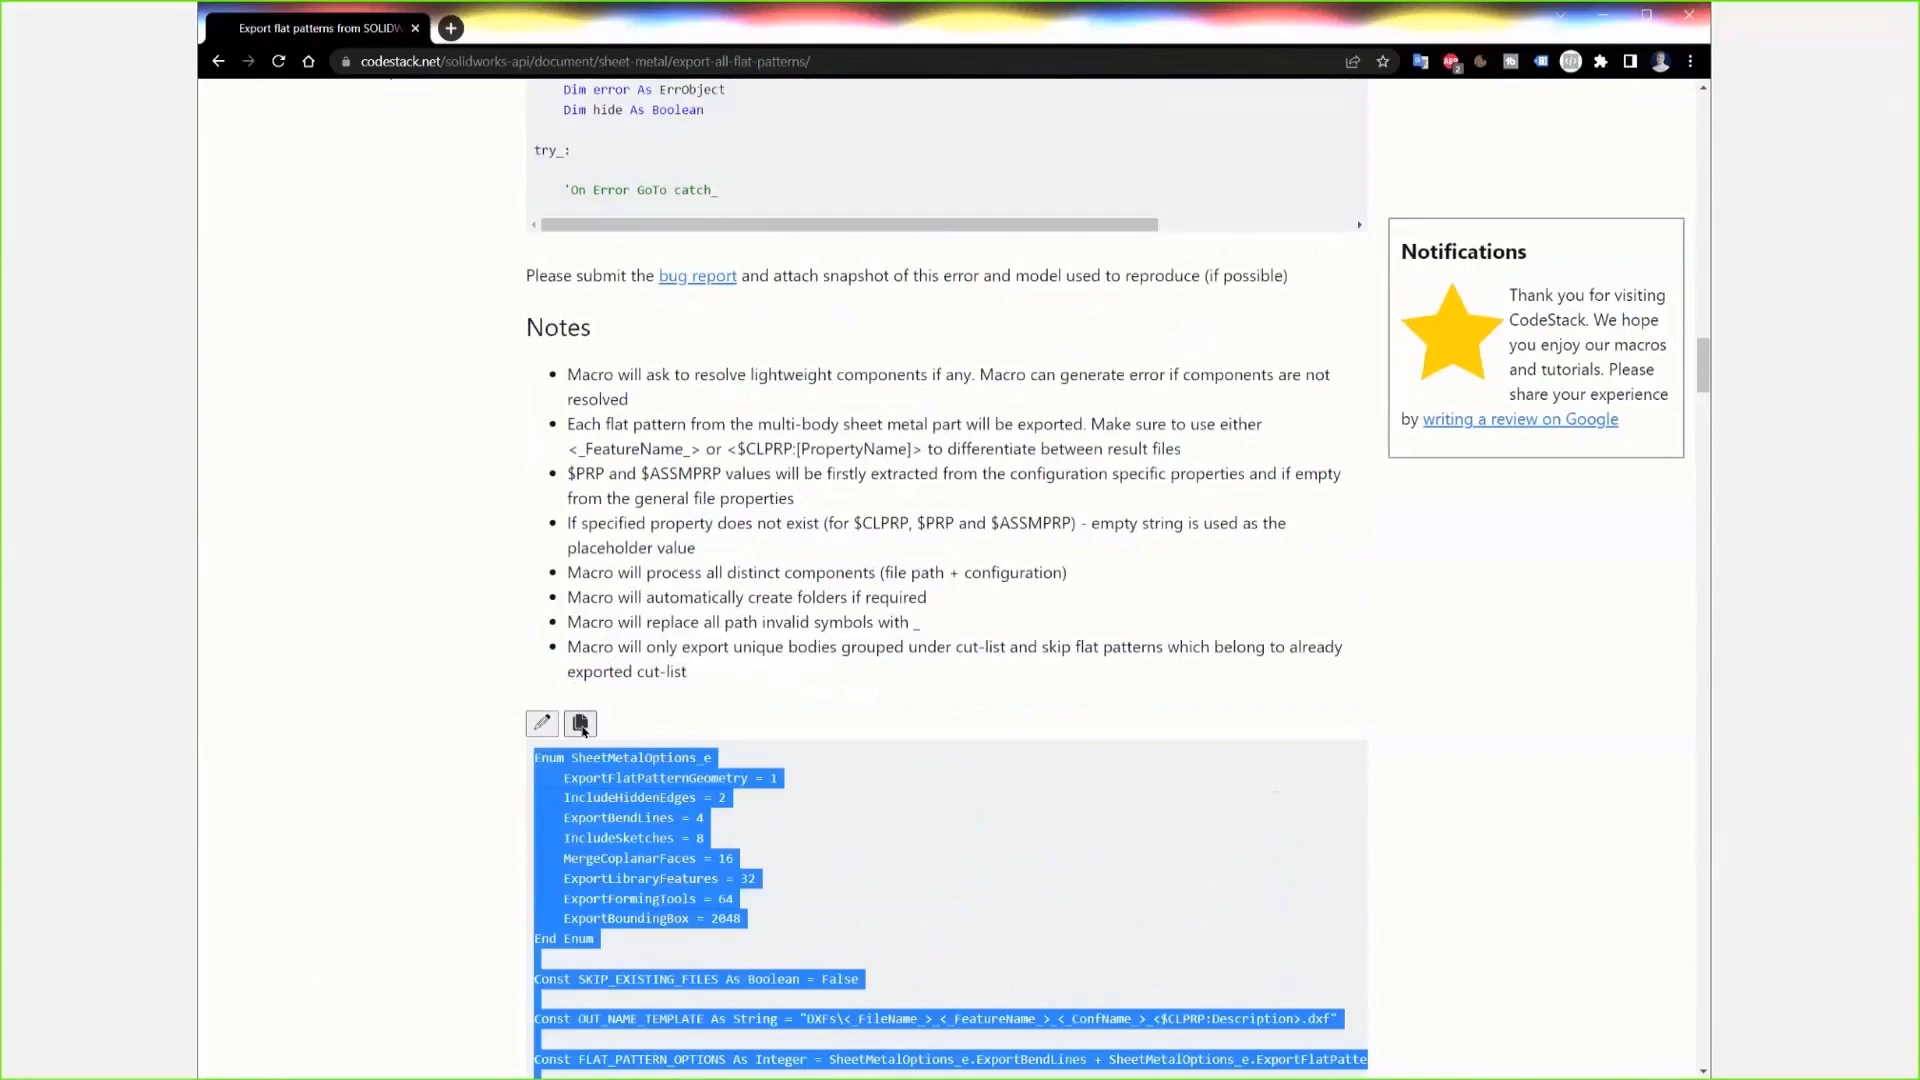 Export flat patterns from SOLIDW
codestack.net/solidworks-api/document/sheet-metal/export-all-flat-patterns/
Dim error As ErrObject
Dim hide As Boolean
try_:
'On Error GoTo catch_
Please submit the bug report and attach snapshot of this error and model used to reproduce (if possible)
Notes
Macro will ask to resolve lightweight components if any. Macro can generate error if components are not
resolved
Each flat pattern from the multi-body sheet metal part will be exported. Make sure to use either
<_FeatureName_> or <$CLPRP:[PropertyName]> to differentiate between result files
$PRP and $ASSMPRP values will be firstly extracted from the configuration specific properties and if empty
from the general file properties
If specified property does not exist (for $CLPRP, $PRP and $ASSMPRP) - empty string is used as the
placeholder value
Macro will process all distinct components (file path + configuration)
Macro will automatically create folders if required
Macro will replace all path invalid symbols with _
Macro will only export unique bodies grouped under cut-list and skip flat patterns which belong to already
exported cut-list
Enum SheetMetalOptions_e
ExportFlatPatternGeometry = 1
IncludeHiddenEdges = 2
ExportBendLines = 4
IncludeSketches = 8
MergeCoplanarFaces = 16
ExportLibraryFeatures = 32
ExportFormingTools = 64
ExportBoundingBox = 2048
End Enum
Const SKIP_EXISTING_FILES As Boolean = False
Const OUT_NAME_TEMPLATE As String = "DXFs\<_FileName_>_<_FeatureName_>_<_ConfName_>_<$CLPRP:Description>.dxf"
Const FLAT_PATTERN_OPTIONS As Integer = SheetMetalOptions_e.ExportBendLines + SheetMetalOptions_e.ExportFlatPatte
Notifications
Thank you for visiting
CodeStack. We hope
you enjoy our macros
and tutorials. Please
share your experience
by writing a review on Google